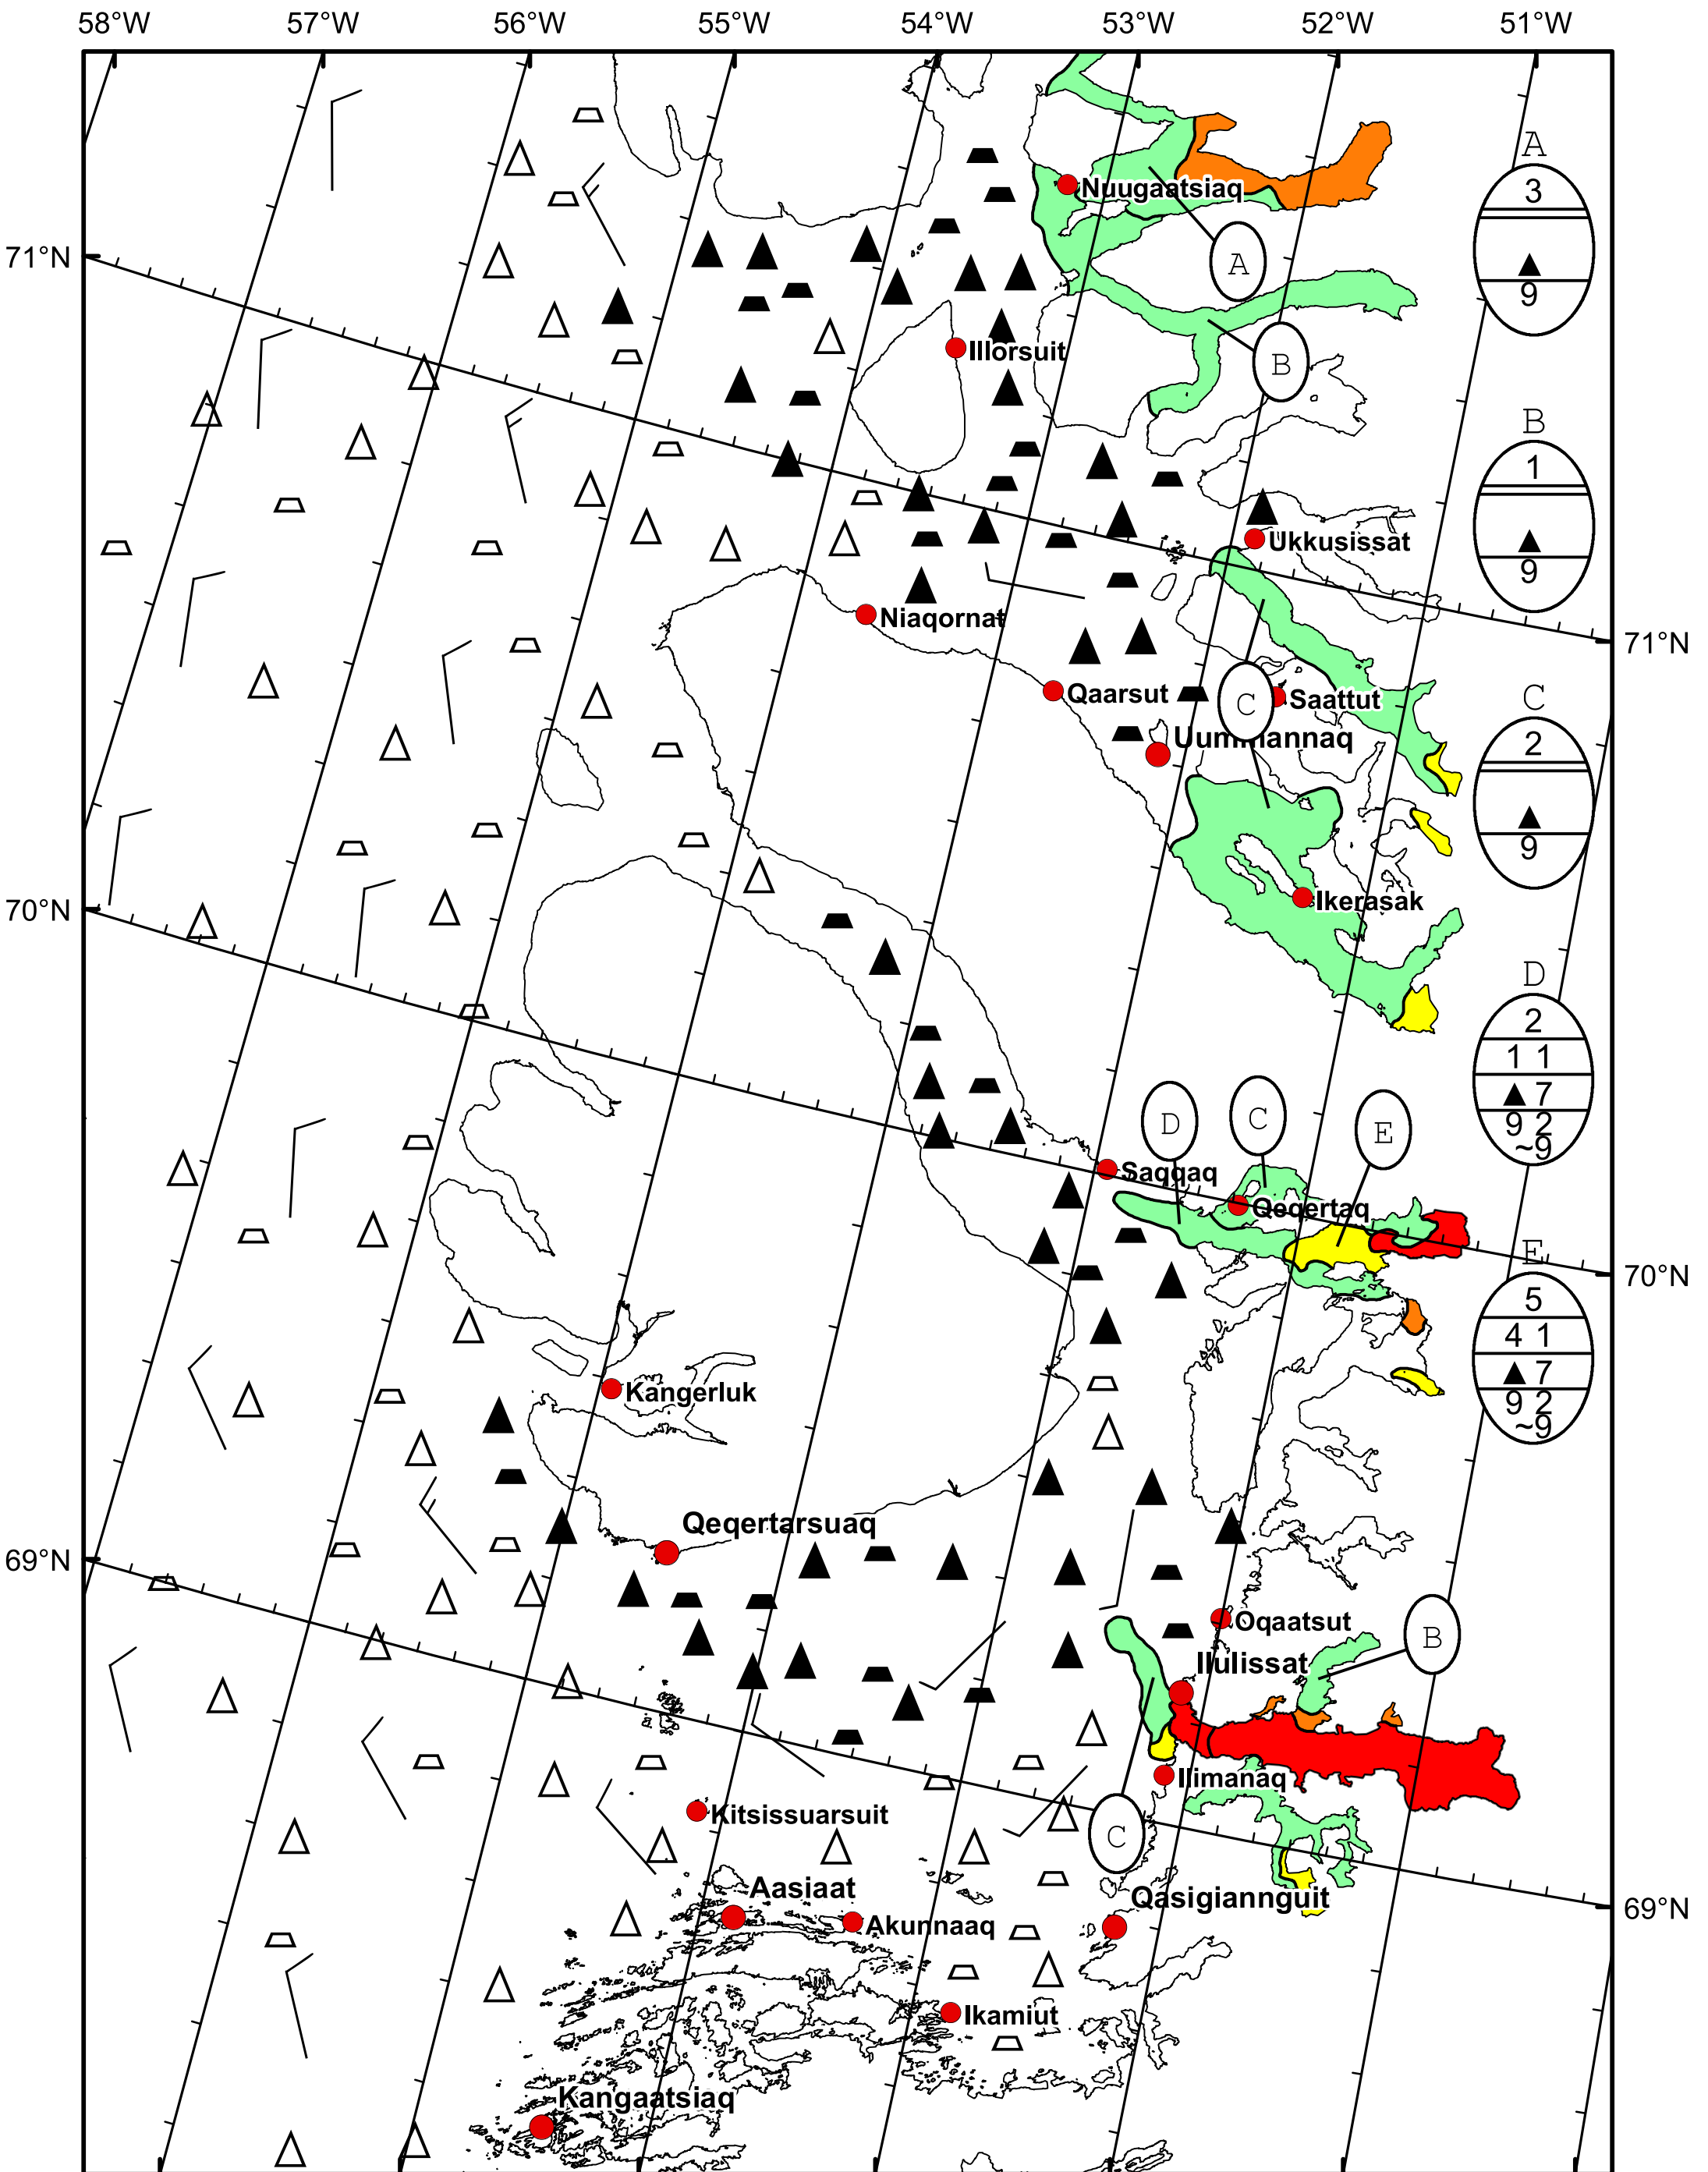 58°W 57°W 56°W 55°W 54°W 53°W 52°W 51°W
A
3
Nuugaatsiaq
71°N
A
9
Illorsuit
B
B
1
Ukkusissat
9
Niaqornat
71°N
Qaarsut
C
Saattut
C
2
Uummannaq
9
Ikerasak
70°N
D
2
1 1
7
9 2
~9
D
C
E
Saqqaq
Qeqertaq
E
70°N
5
4 1
7
9 2
~9
Kangerluk
Qeqertarsuaq
69°N
Oqaatsut
B
Ilulissat
Ilimanaq
Kitsissuarsuit
C
Aasiaat
Qasigiannguit
69°N
Akunnaaq
Ikamiut
Kangaatsiaq